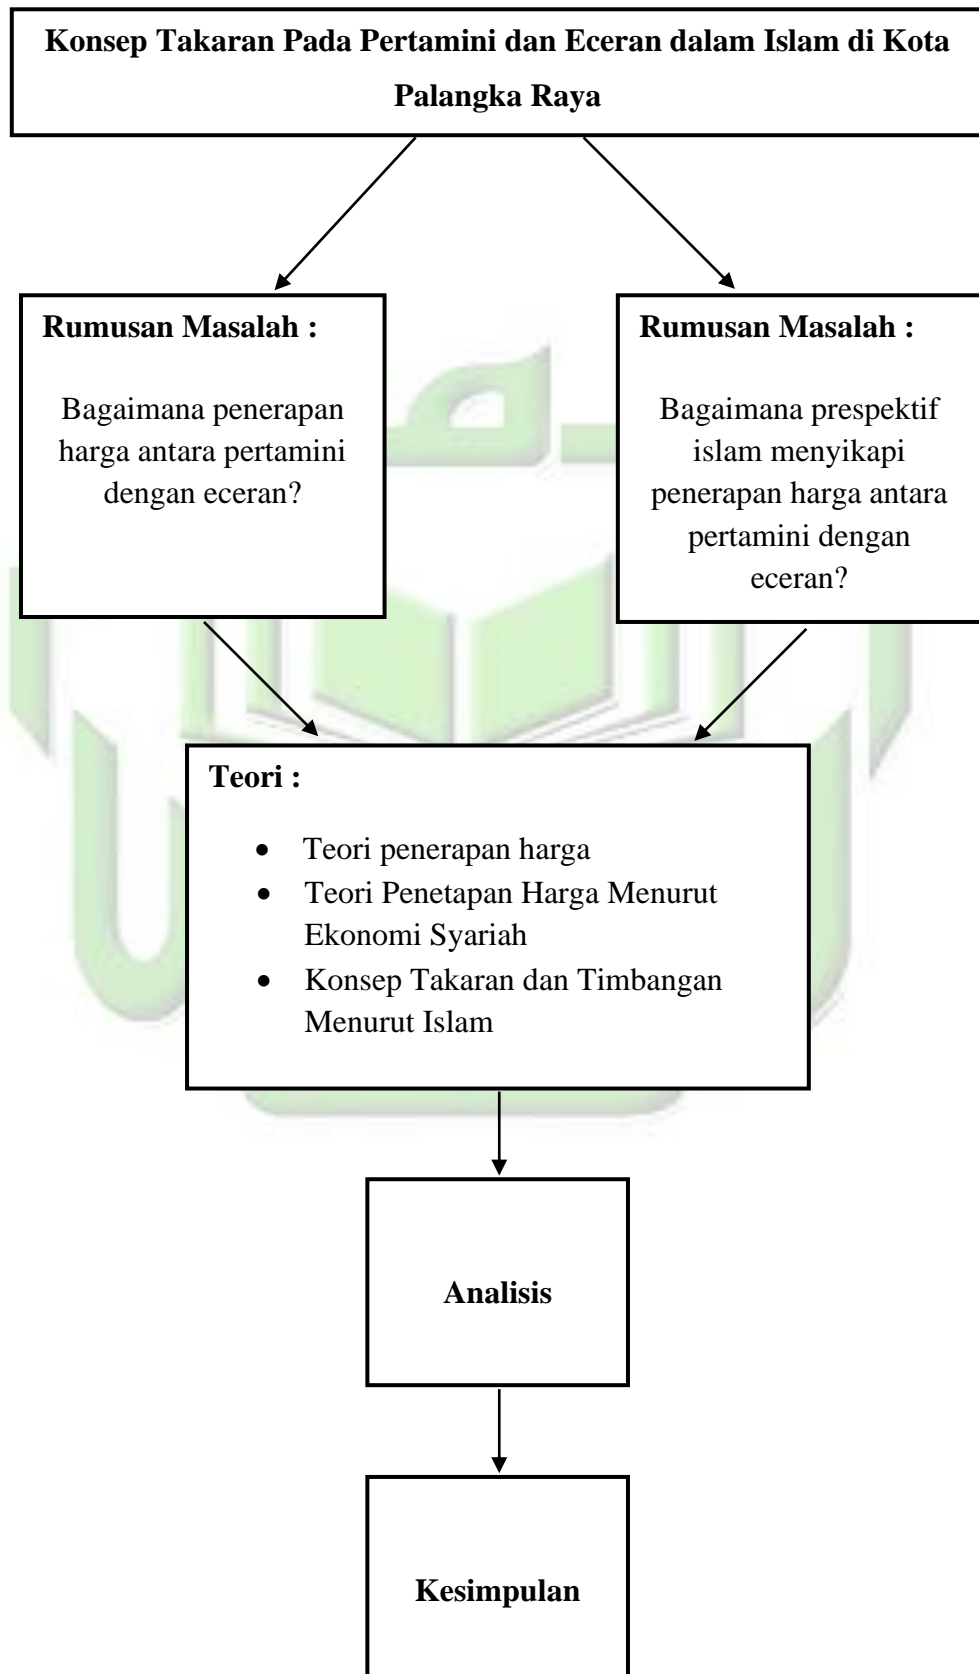 Konsep Takaran Pada Pertamini dan Eceran dalam Islam di Kota
Palangka Raya
Rumusan Masalah :
Bagaimana penerapan
harga antara pertamini
dengan eceran?
Rumusan Masalah :
Bagaimana prespektif
islam menyikapi
penerapan harga antara
pertamini dengan
eceran?
Teori :
• Teori penerapan harga
• Teori Penetapan Harga Menurut
Ekonomi Syariah
• Konsep Takaran dan Timbangan
Menurut Islam
Analisis
Kesimpulan